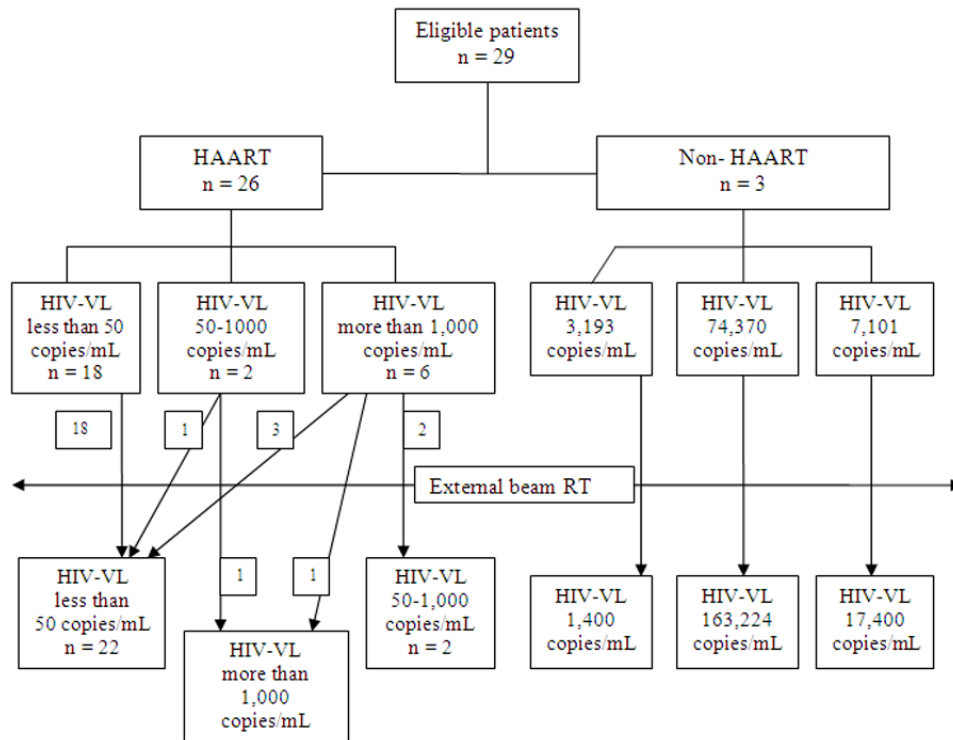 Eligible patients
n = 29
HAART
n = 26
Non- HAART
n = 3
HIV-VL
less than 50
copies/mL
n = 18
HIV-VL
50-1000
copies/mL
n = 2
HIV-VL
more than 1,000
copies/mL
n = 6
HIV-VL
3,193
copies/mL
HIV-VL
74,370
copies/mL
HIV-VL
7,101
copies/mL
18
1
3
2
External beam RT
1
1
HIV-VL
less than
50 copies/mL
n = 22
HIV-VL
more than
1,000
copies/mL
HIV-VL
50-1,000
copies/mL
n = 2
HIV-VL
1,400
copies/mL
HIV-VL
163,224
copies/mL
HIV-VL
17,400
copies/mL